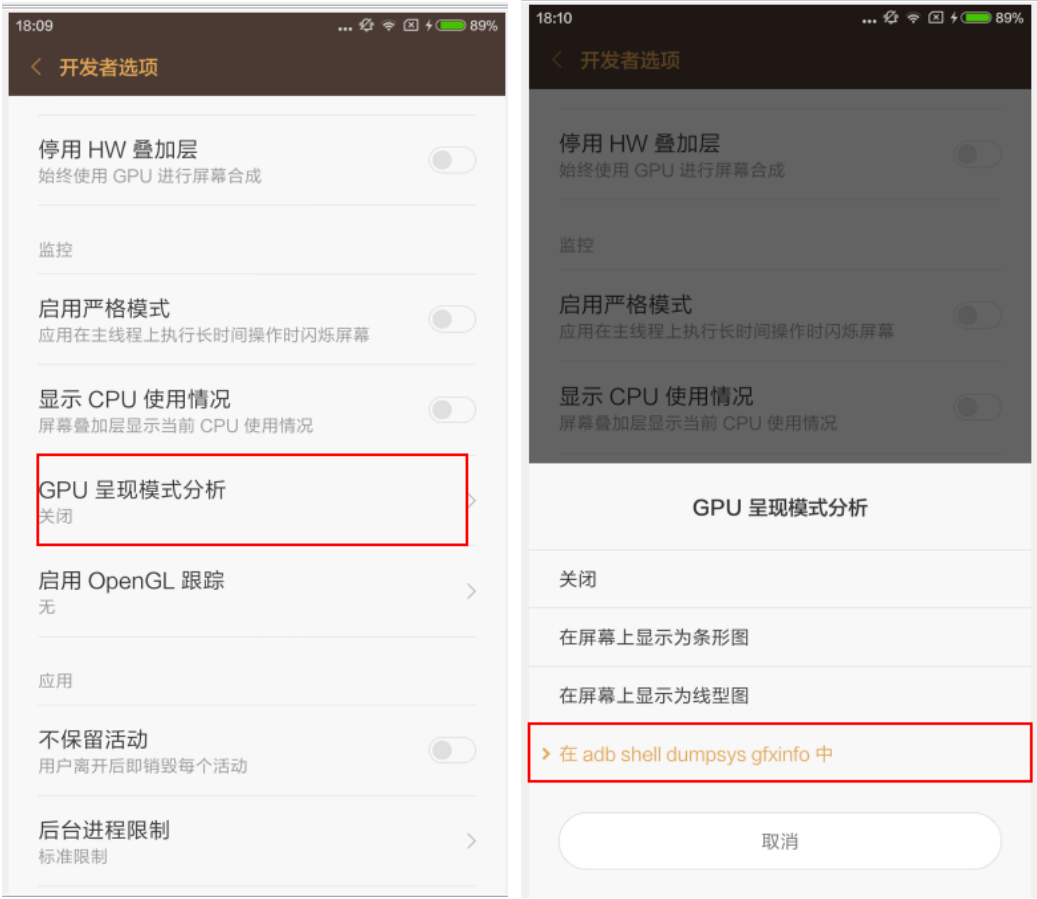 18:09
... 89%
开发者选项
停用 HW 叠加层
始终使用 GPU 进行屏幕合成
监控
启用严格模式
应用在主线程上执行长时间操作时闪烁屏幕
显示 CPU 使用情况
屏幕叠加层显示当前 CPU 使用情况
GPU 呈现模式分析
关闭
启用 OpenGL 跟踪
无
应用
不保留活动
用户离开后即销毁每个活动
后台进程限制
标准限制
18:10
... 89%
开发者选项
停用 HW 叠加层
始终使用 GPU 进行屏幕合成
监控
启用严格模式
应用在主线程上执行长时间操作时闪烁屏幕
显示 CPU 使用情况
屏幕叠加层显示当前 CPU 使用情况
GPU 呈现模式分析
关闭
在屏幕上显示为条形图
在屏幕上显示为线型图
在 adb shell dumpsys gfxinfo 中
取消